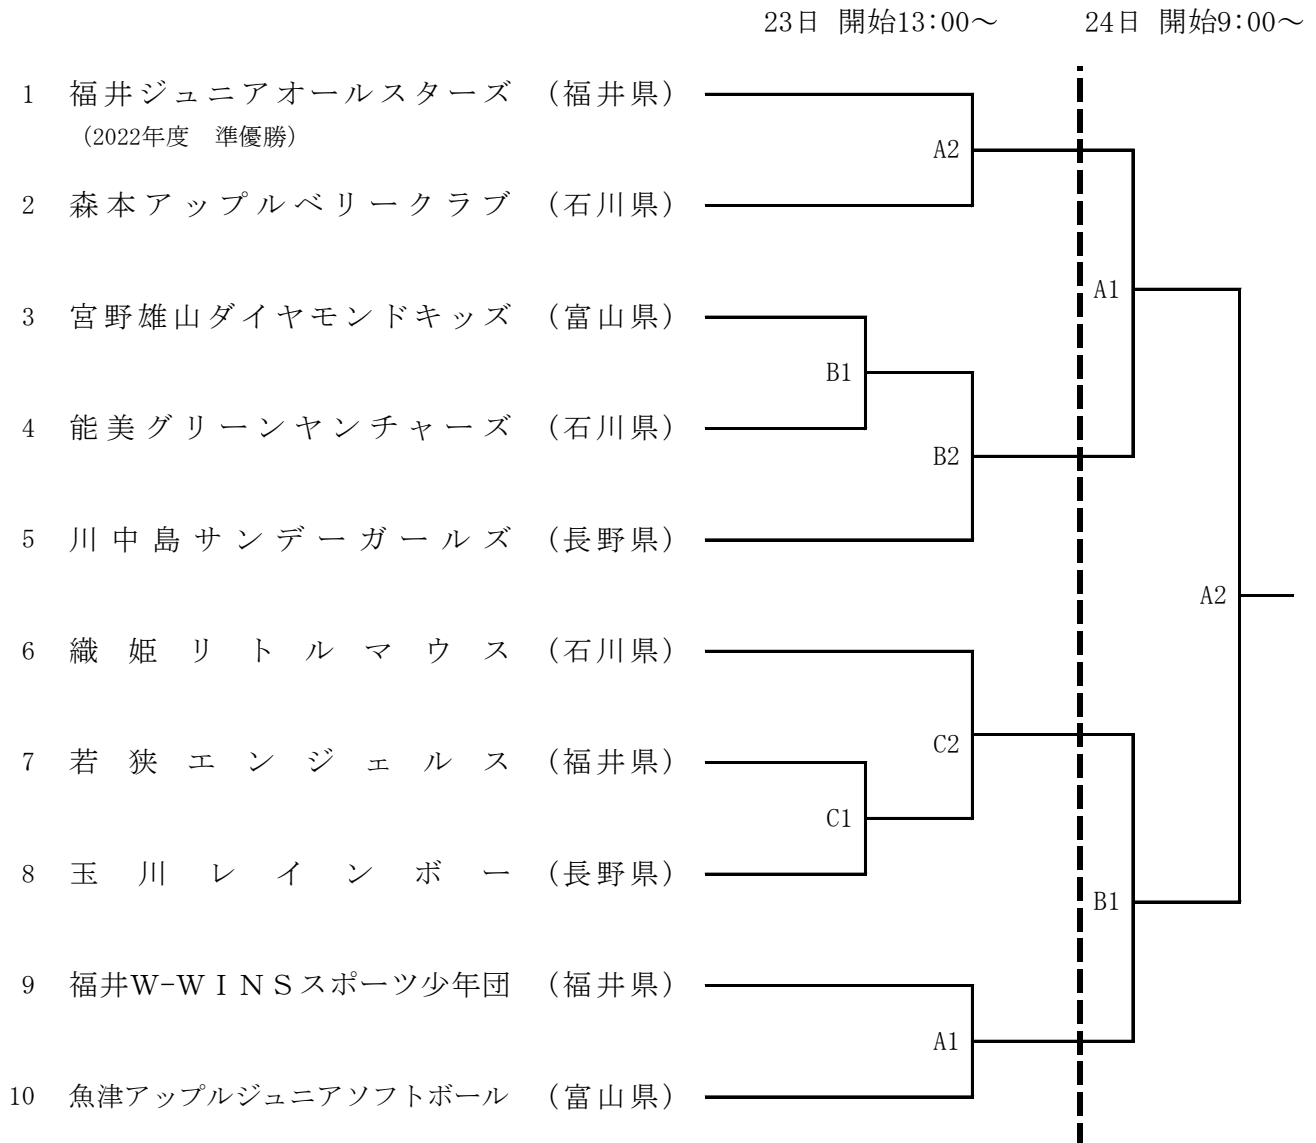 23日 開始13:00～ 24日 開始9:00～
1 福井ジュニアオールスターズ （福井県）
（2022年度 準優勝）
A2
2 森本アップルベリークラブ （石川県）
A1
3 宮野雄山ダイヤモンドキッズ （富山県）
B1
4 能美グリーンヤンチャーズ （石川県）
B2
5 川中島サンデーガールズ （長野県）
A2
6 織姫リトルマウス （石川県）
C2
7 若狭エンジェルス （福井県）
C1
8 玉川レインボー （長野県）
B1
9 福井W-WINSスポーツ少年団 （福井県）
A1
10 魚津アップルジュニアソフトボール （富山県）